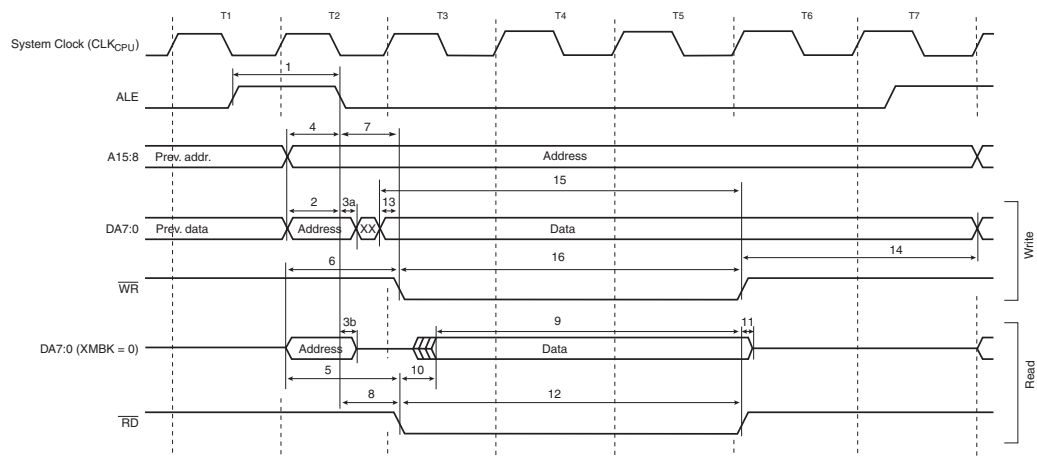 T1 T2 T3 T4 T5 T6 T7
System Clock (CLKCPU)
1
ALE
4 7
A15:8 Prev. addr. Address
15
2 3a 13
DA7:0 Prev. data Address XX Data
Write
6 16 14
WR
3b 9 11
DA7:0 (XMBK = 0) Address Data
Read
5 10
8 12
RD